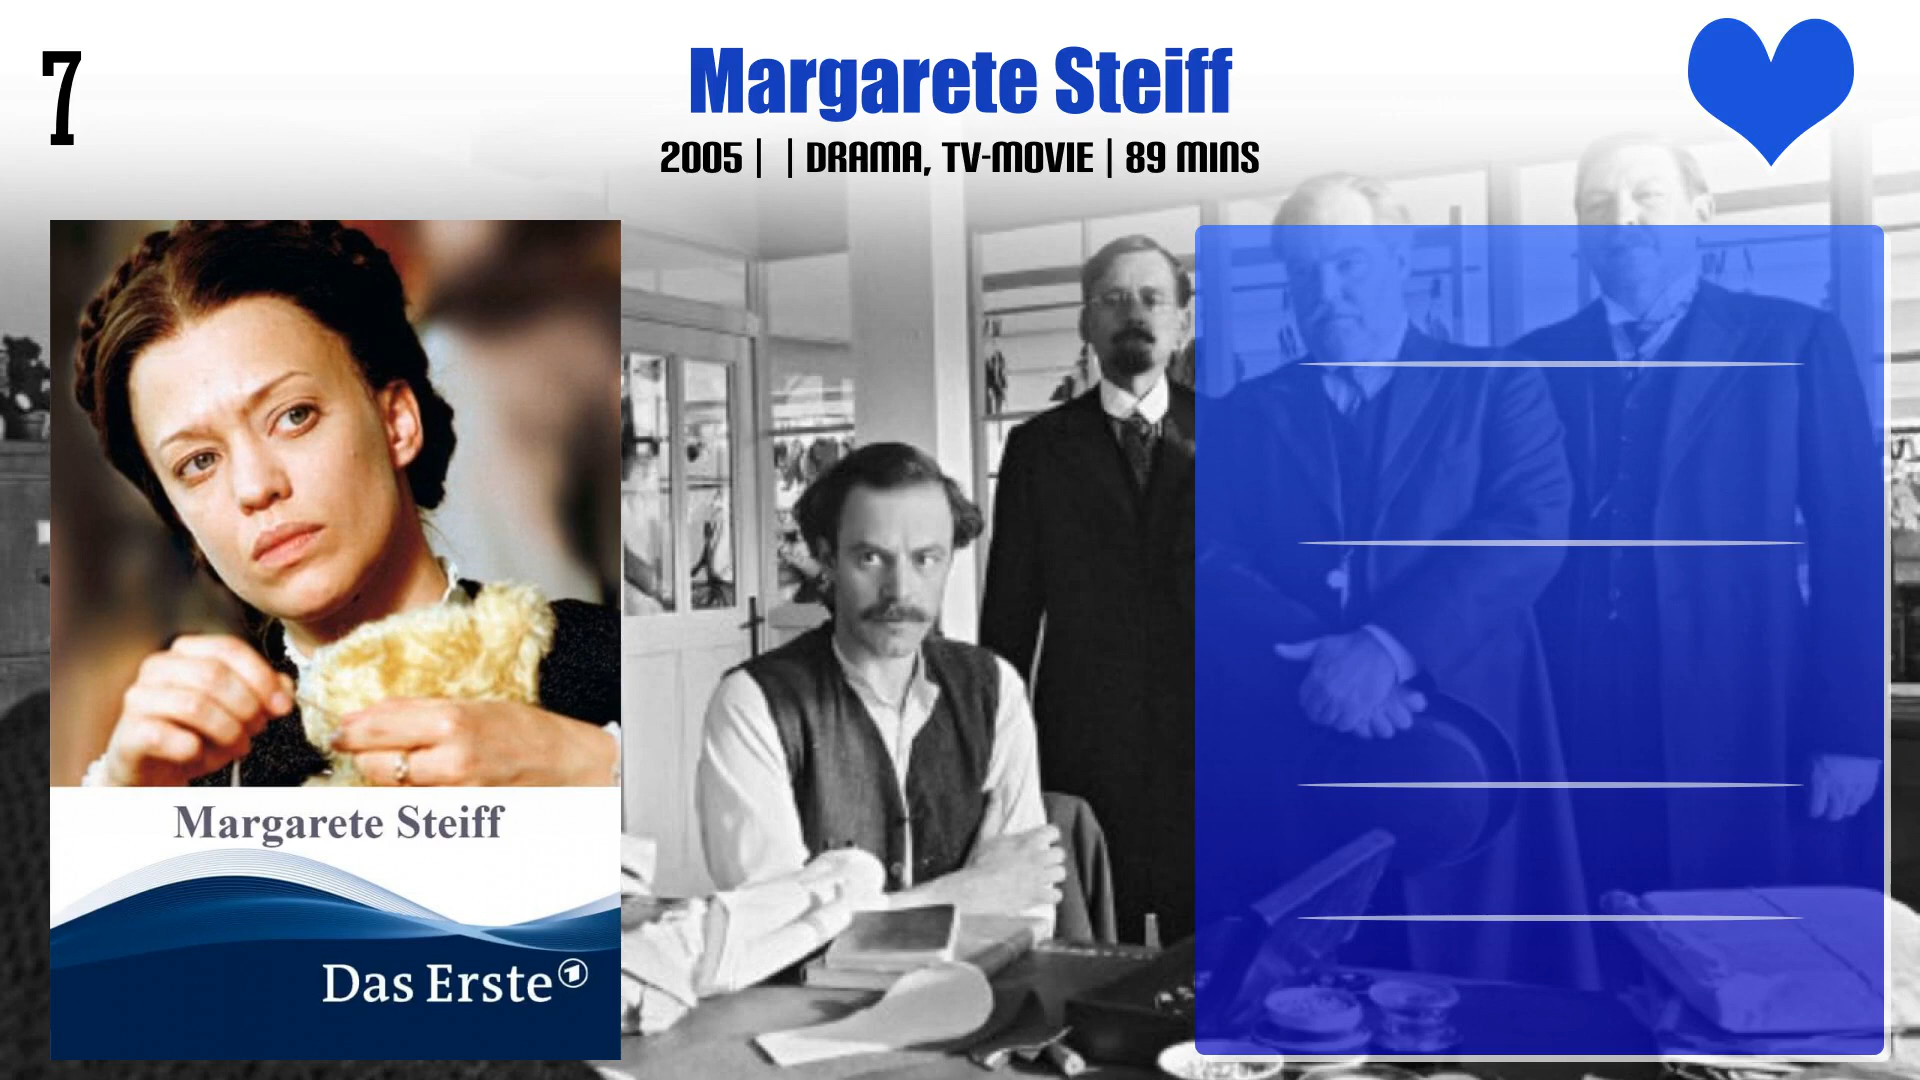 7
Margarete Steiff
2005 | | DRAMA, TV-MOVIE | 89 MINS
Margarete Steiff
Das Erste